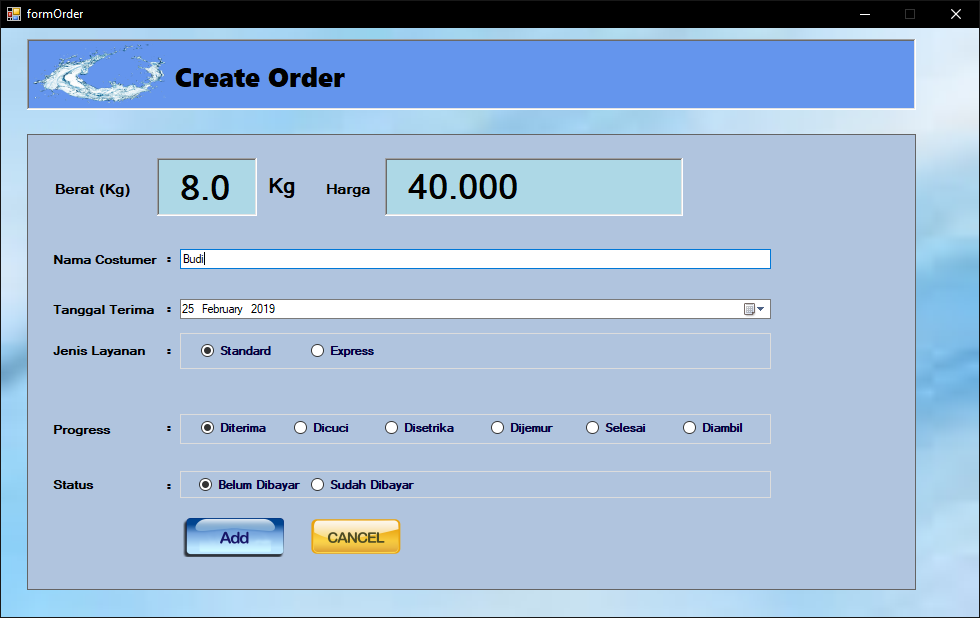 formOrder
Create Order
Berat (Kg) 8.0 Kg Harga 40.000
Nama Costumer : Budi
Tanggal Terima : 25 February 2019
Jenis Layanan : Standard Express
Progress : Diterima Dicuci Disetrika Dijemur Selesai Diambil
Status : Belum Dibayar Sudah Dibayar
Add CANCEL